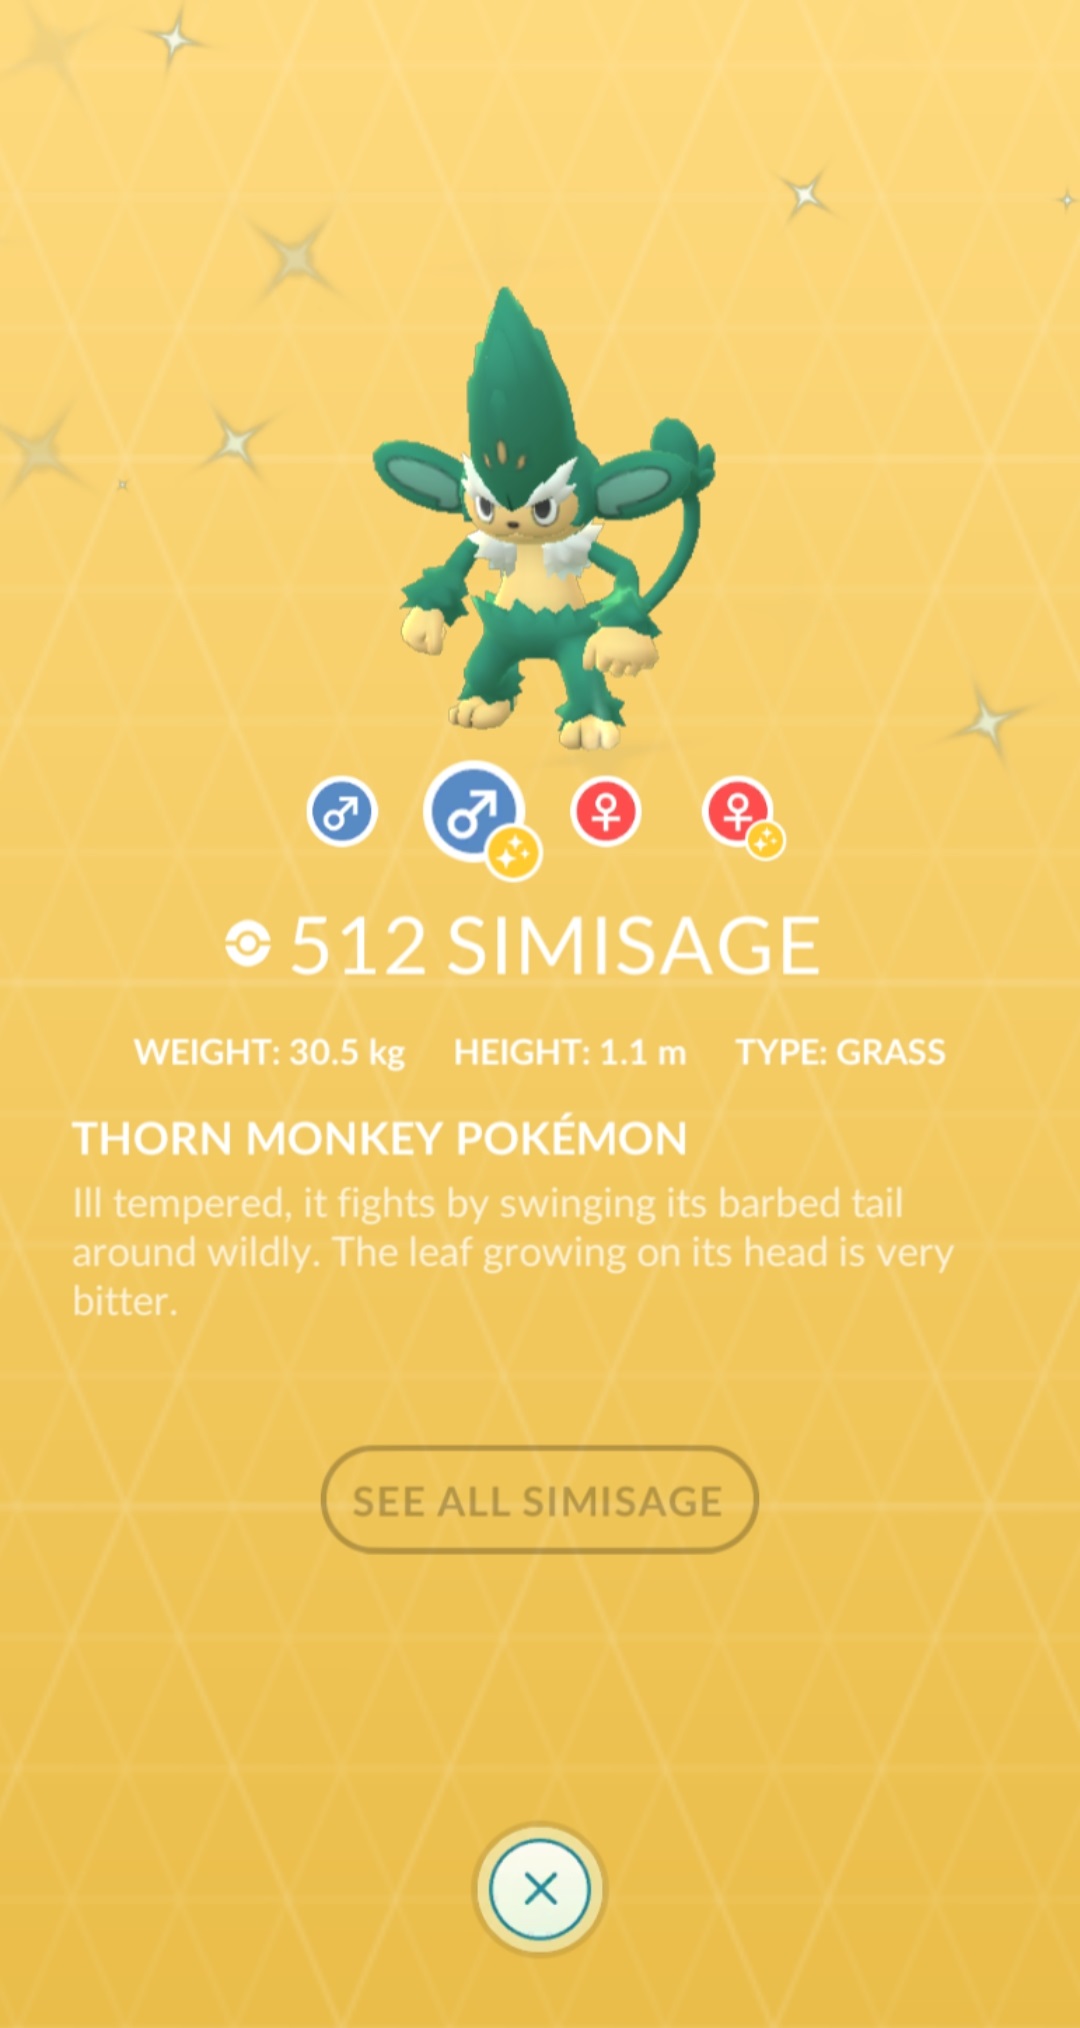 512 SIMISAGE
WEIGHT: 30.5 kg HEIGHT: 1.1 m TYPE: GRASS
THORN MONKEY POKÉMON
Ill tempered, it fights by swinging its barbed tail
around wildly. The leaf growing on its head is very
bitter.
SEE ALL SIMISAGE